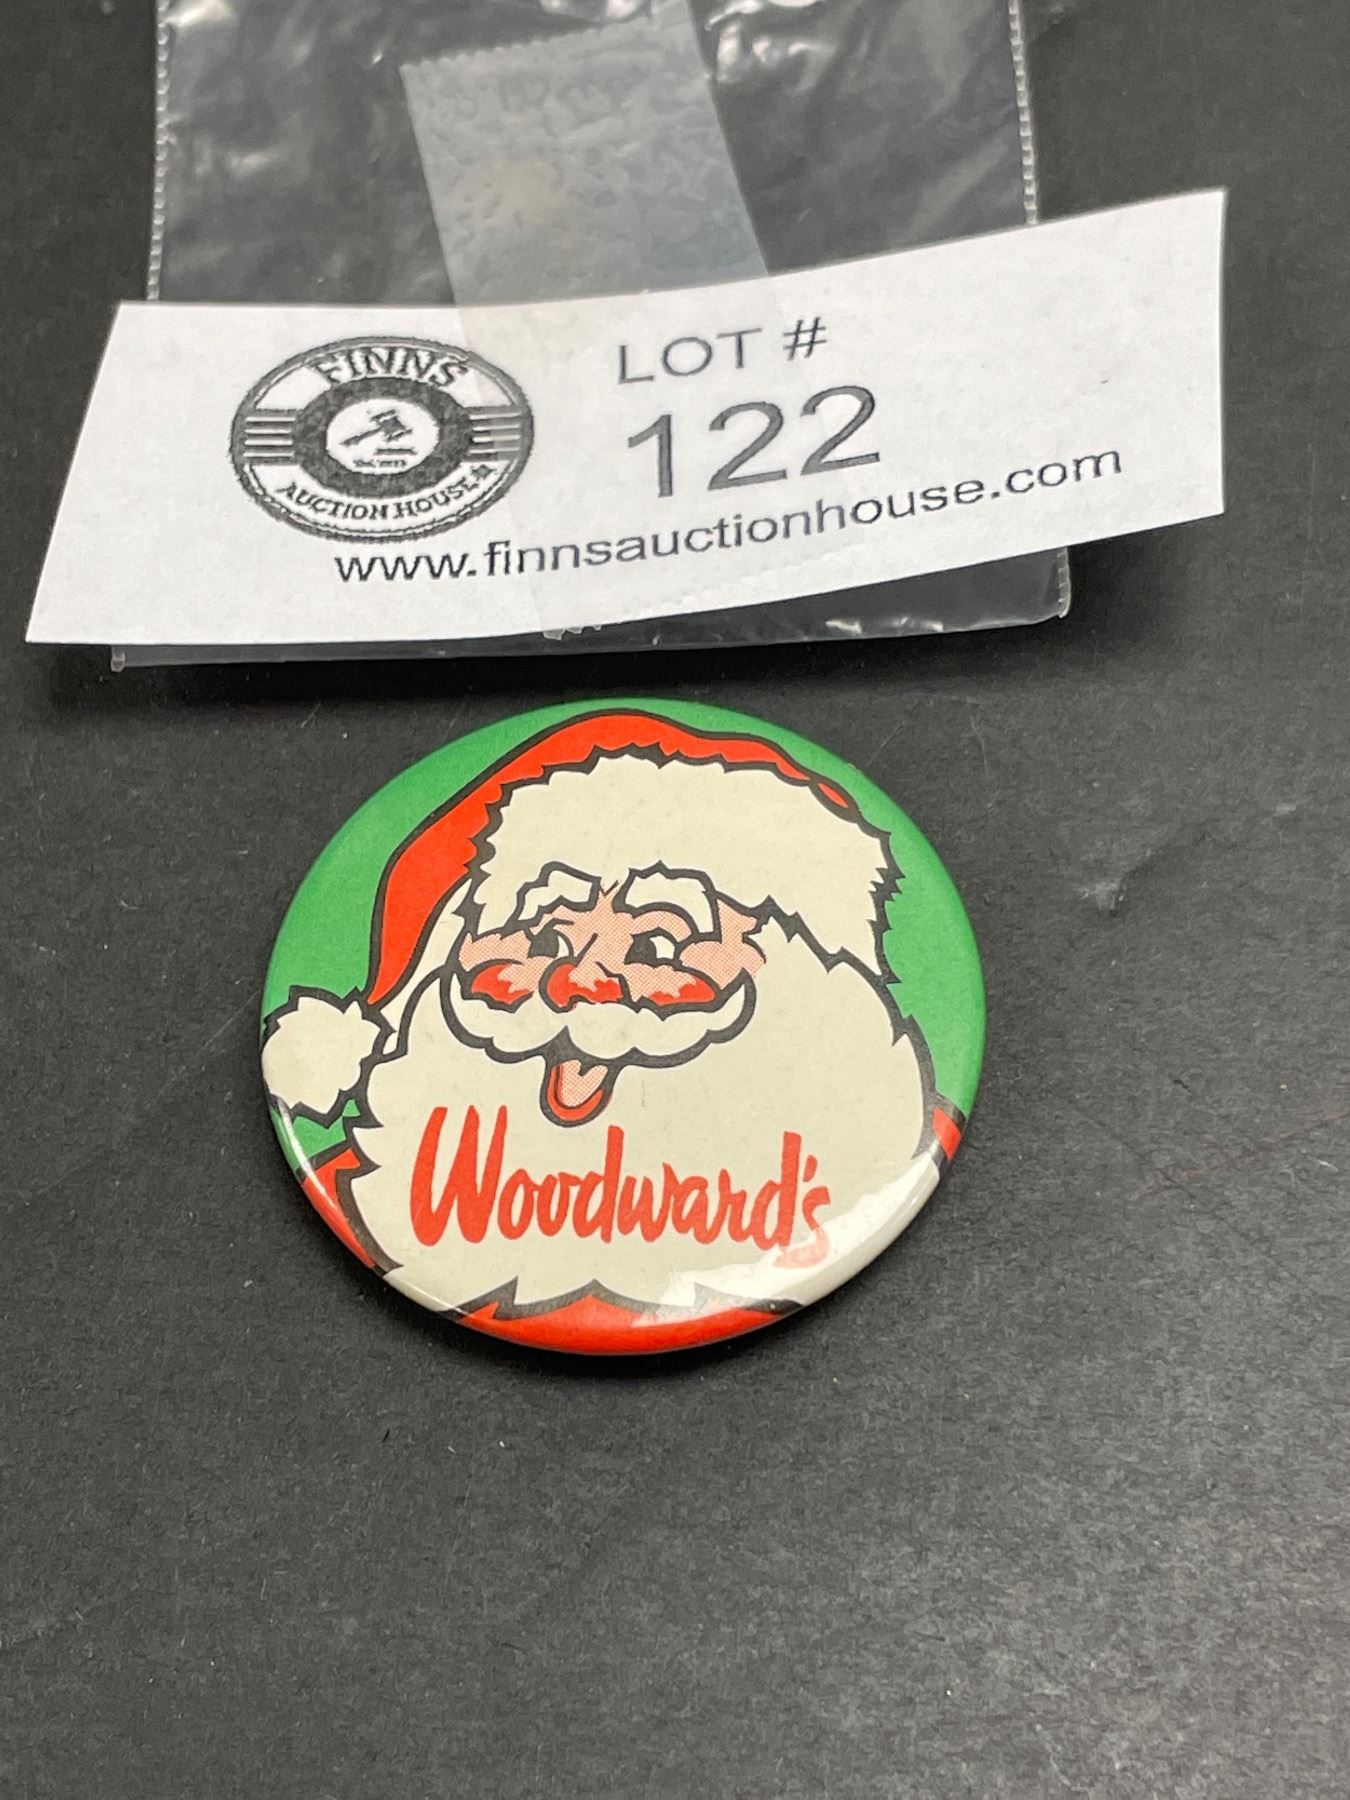 FINNS
AUCTION HOUSE
LOT #
122
www.finnsauctionhouse.com
Woodward's